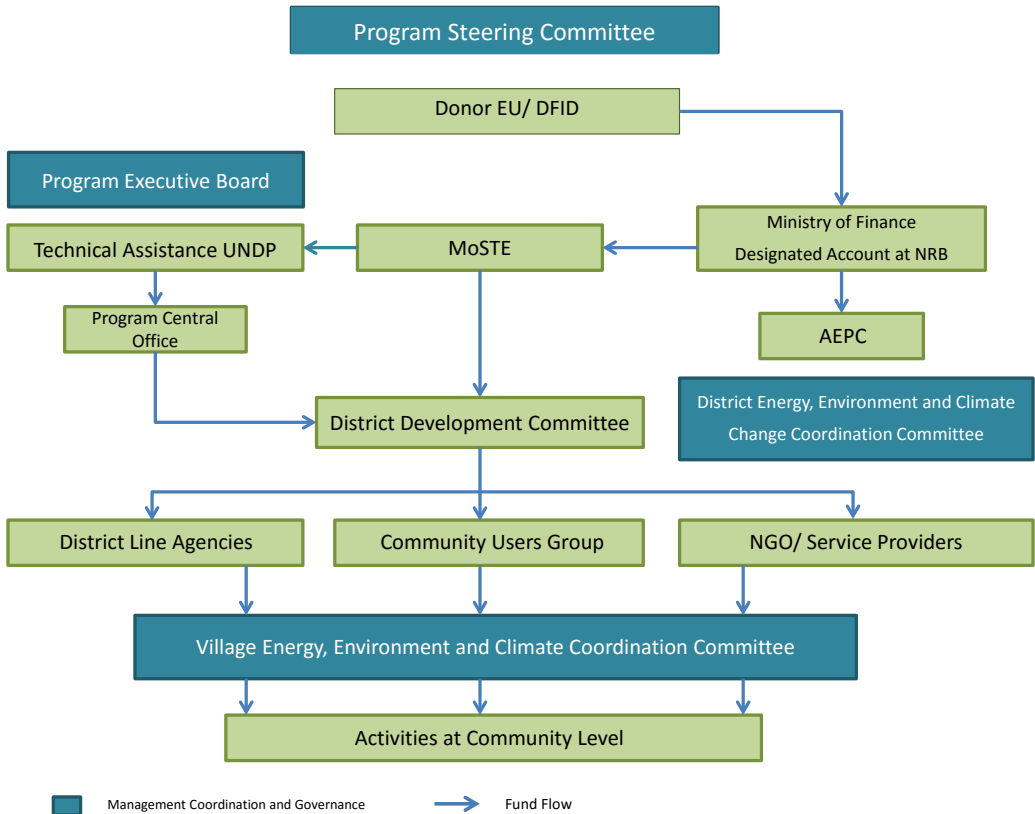 Program Steering Committee
Donor EU/ DFID
Program Executive Board
Ministry of Finance
Designated Account at NRB
Technical Assistance UNDP
MoSTE
Program Central
Office
AEPC
District Energy, Environment and Climate
Change Coordination Committee
District Development Committee
District Line Agencies
Community Users Group
NGO/ Service Providers
Village Energy, Environment and Climate Coordination Committee
Activities at Community Level
Management Coordination and Governance
Fund Flow